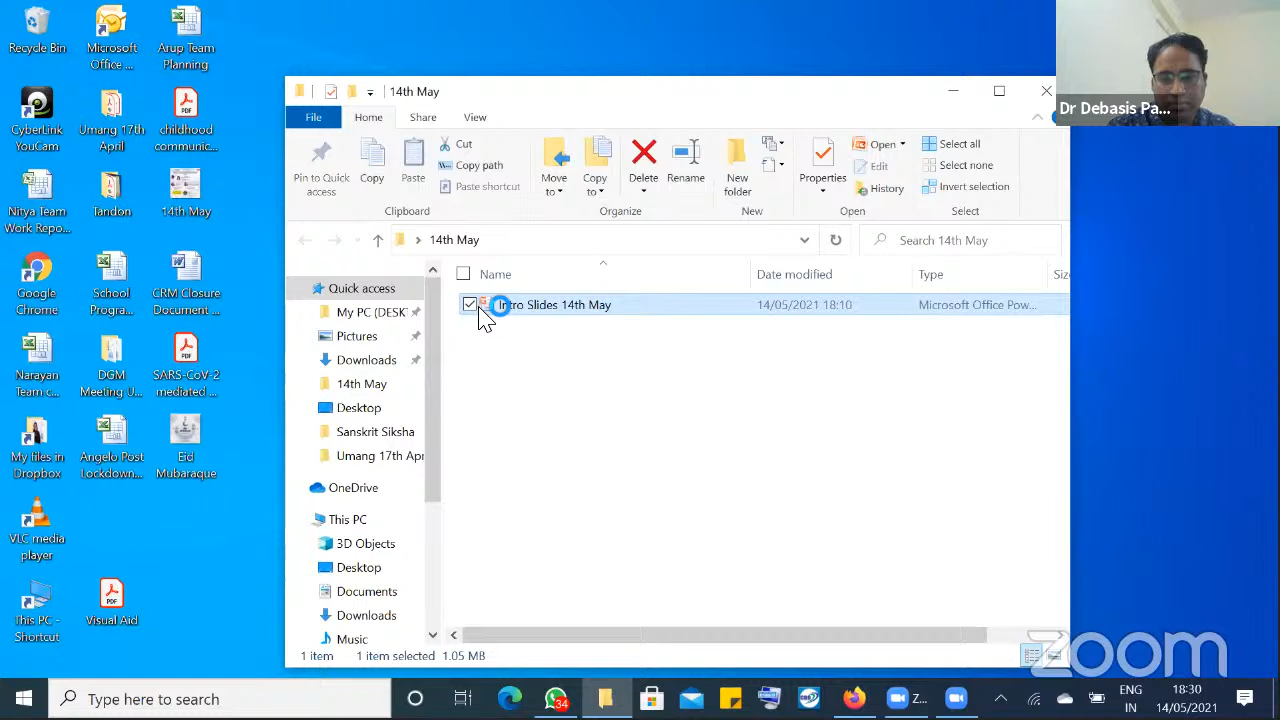 Recycle Bin
Microsoft
Office ...
Arup Team
Planning
CyberLink
YouCam
Umang 17th
April
childhood
communic...
Nitya Team
Work Repo...
Tandon
14th May
Google
Chrome
School
Progra...
CRM Closure
Document ...
Narayan
Team c...
DGM
Meeting U...
SARS-CoV-2
mediated ...
My files in
Dropbox
Angelo Post
Lockdown...
Eid
Mubaraque
VLC media
player
This PC -
Shortcut
Visual Aid
14th May
File
Home
Share
View
Pin to Quick
access
Copy
Paste
Cut
Copy path
Paste shortcut
Clipboard
Move
to
Copy
to
Delete
Rename
Organize
New
folder
New
Properties
Open
Edit
History
Open
Select all
Select none
Invert selection
Select
14th May
Search 14th May
Name
Date modified
Type
Intro Slides 14th May
14/05/2021 18:10
Microsoft Office Pow...
Quick access
My PC (DESKT
Pictures
Downloads
14th May
Desktop
Sanskrit Siksha
Umang 17th Apr
OneDrive
This PC
3D Objects
Desktop
Documents
Downloads
Music
1 item
1 item selected
1.05 MB
Dr Debasis Pa...
zoom
Type here to search
34
Z...
ENG
IN
18:30
14/05/2021